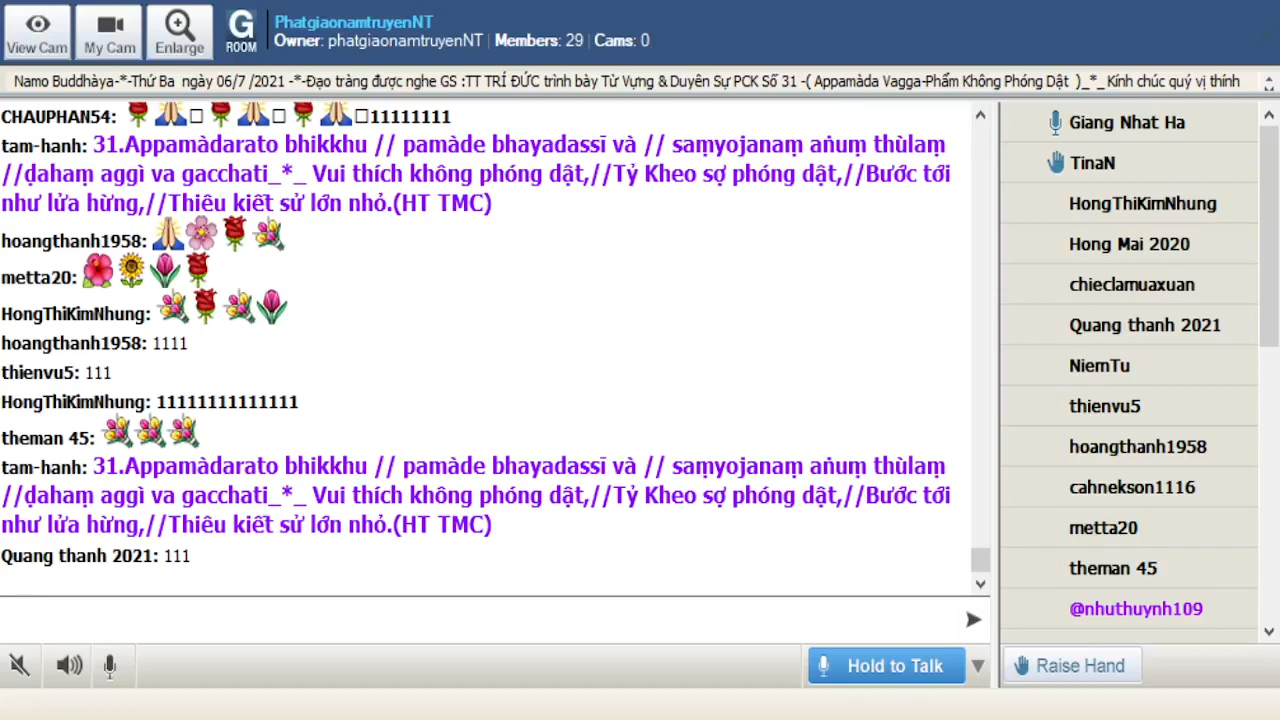 View Cam
My Cam
Enlarge
G
ROOM
PhatgiaonamtruyenNT
Owner: phatgiaonamtruyenNT | Members: 29 | Cams: 0
Namo Buddhàya-*-Thứ Ba ngày 06/7 /2021 -*-Đạo tràng được nghe GS :TT TRÍ ĐỨC trình bày Từ Vựng & Duyên Sự PCK Số 31 -( Appamàda Vagga-Phẩm Không Phóng Dật )_*_ Kính chúc quý vị thính
CHAUPHAN54: 11111111
tam-hanh: 31.Appamàdarato bhikkhu // pamàde bhayadassī và // saṃyojanaṃ aṅuṃ thùlaṃ
//ḍahaṃ aggì va gacchati_*_ Vui thích không phóng dật,//Tỷ Kheo sợ phóng dật,//Bước tới
như lửa hừng,//Thiêu kiết sử lớn nhỏ.(HT TMC)
hoangthanh1958:
metta20:
HongThiKimNhung:
hoangthanh1958: 1111
thienvu5: 111
HongThiKimNhung: 11111111111111
theman 45:
tam-hanh: 31.Appamàdarato bhikkhu // pamàde bhayadassī và // saṃyojanaṃ aṅuṃ thùlaṃ
//ḍahaṃ aggì va gacchati_*_ Vui thích không phóng dật,//Tỷ Kheo sợ phóng dật,//Bước tới
như lửa hừng,//Thiêu kiết sử lớn nhỏ.(HT TMC)
Quang thanh 2021: 111
Giang Nhat Ha
TinaN
HongThiKimNhung
Hong Mai 2020
chieclamuaxuan
Quang thanh 2021
NiemTu
thienvu5
hoangthanh1958
cahnekson1116
metta20
theman 45
@nhuthuynh109
Hold to Talk
Raise Hand